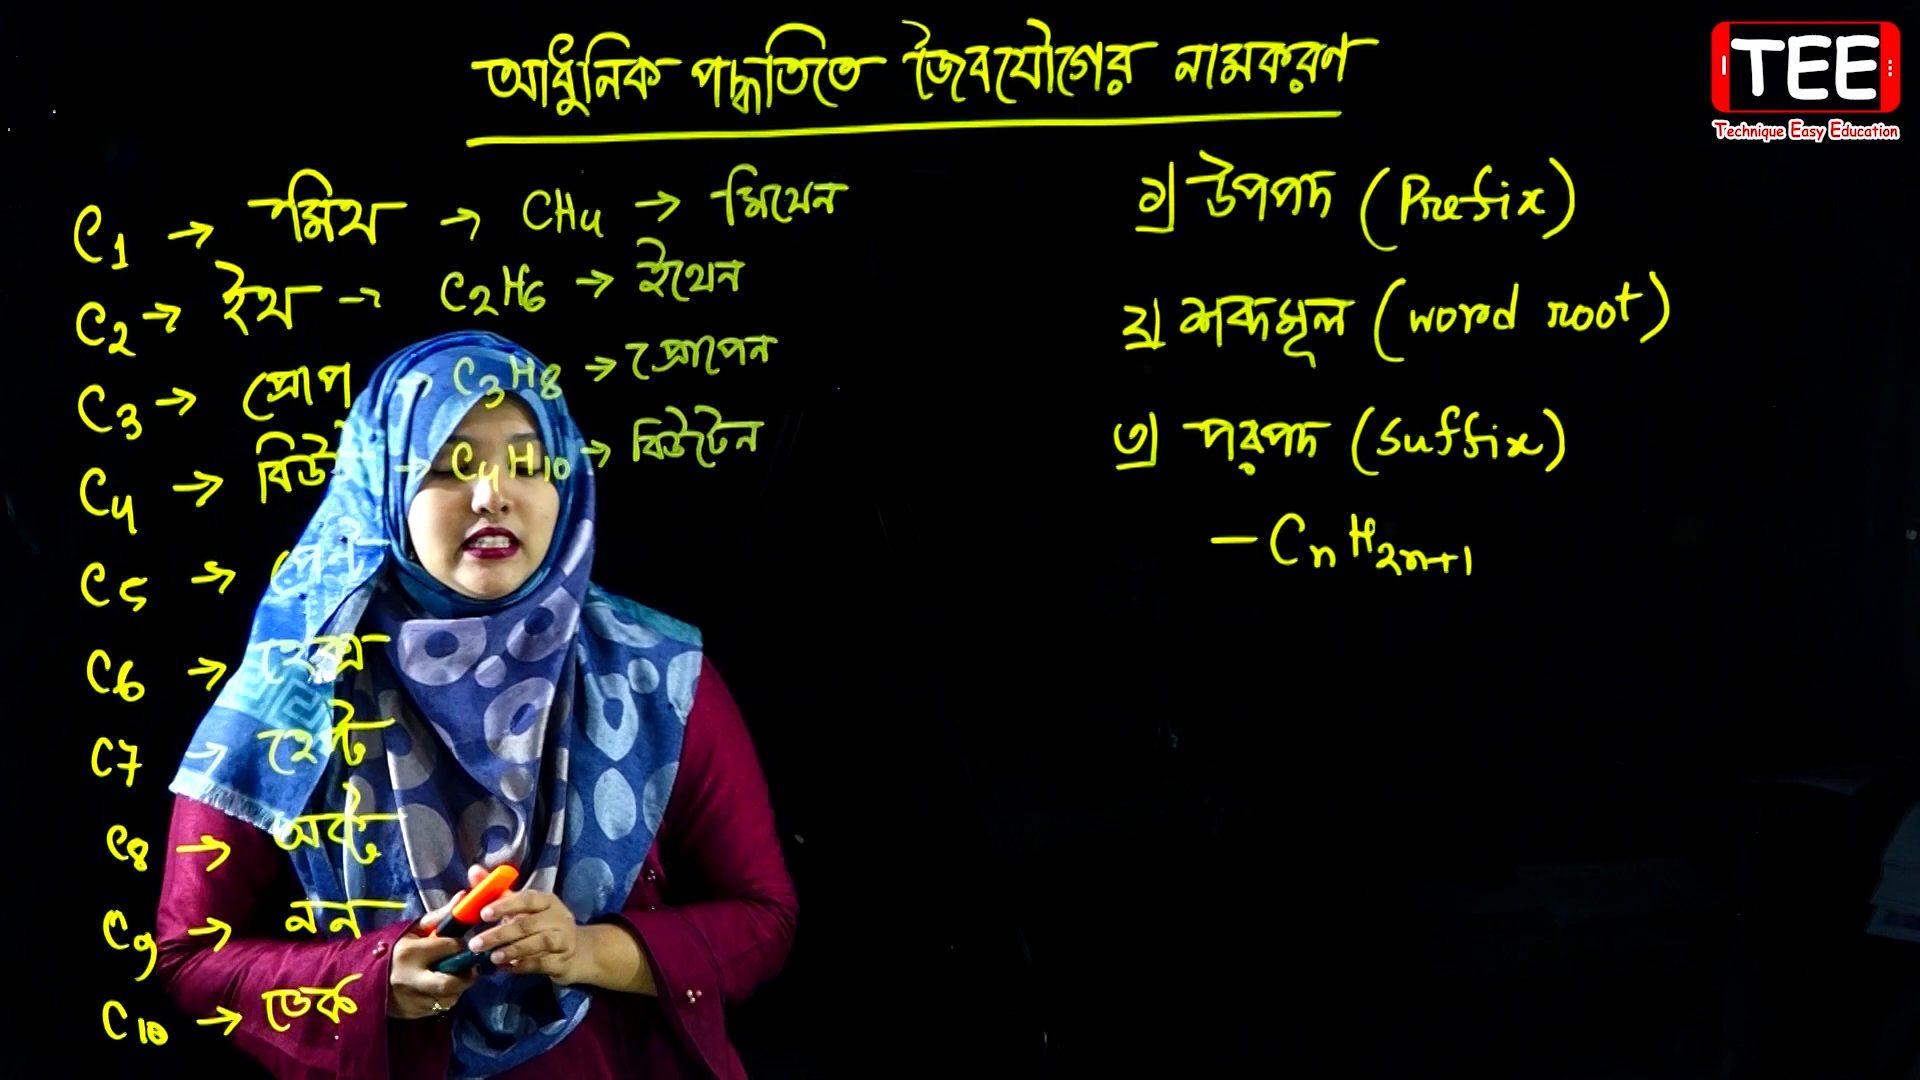 আধুনিক পদ্ধতিতে জৈবযৌগের নামকরণ
TEE
Technique Easy Education
C1 → মিথ → CH4 → মিথেন
C2 → ইথ → C2H6 → ইথেন
C3 → প্রোপ → C3H8 → প্রোপেন
C4 → বিউট → C4H10 → বিউটেন
C5 → পেন্ট
C6 → হেক্স
C7 → হেপ্ট
C8 → অক্ট
C9 → নন
C10 → ডেক
১) উপপদ (Prefix)
২) শব্দমূল (word root)
৩) পরপদ (Suffix)
— CnH2n+1